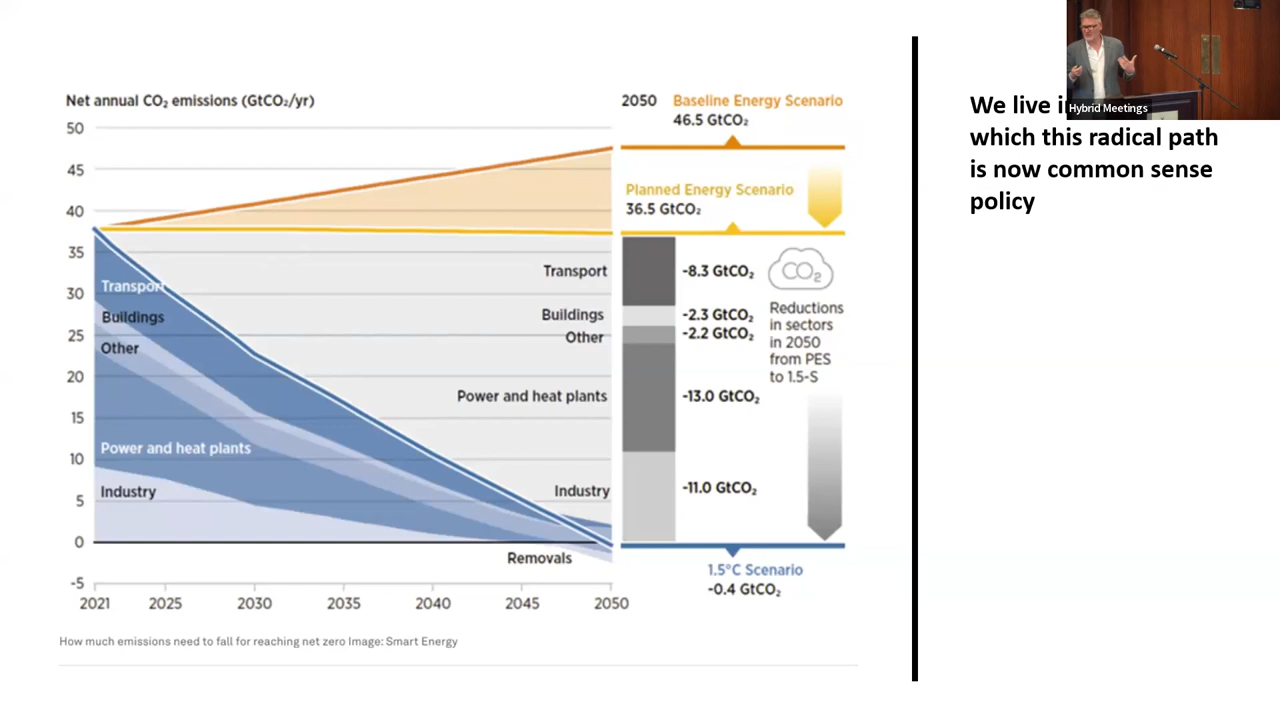 Net annual CO₂ emissions (GtCO₂/yr)
50
45
40
35
30
25
20
15
10
5
0
-5
2021
2025
2030
2035
2040
2045
2050
Transport
Buildings
Other
Power and heat plants
Industry
Transport
Buildings
Other
Power and heat plants
Industry
Removals
2050 Baseline Energy Scenario
46.5 GtCO₂
Planned Energy Scenario
36.5 GtCO₂
-8.3 GtCO₂
-2.3 GtCO₂
-2.2 GtCO₂
-13.0 GtCO₂
-11.0 GtCO₂
CO₂
Reductions
in sectors
in 2050
from PES
to 1.5-S
1.5°C Scenario
-0.4 GtCO₂
How much emissions need to fall for reaching net zero Image: Smart Energy
Hybrid Meetings
We live
which this radical path
is now common sense
policy